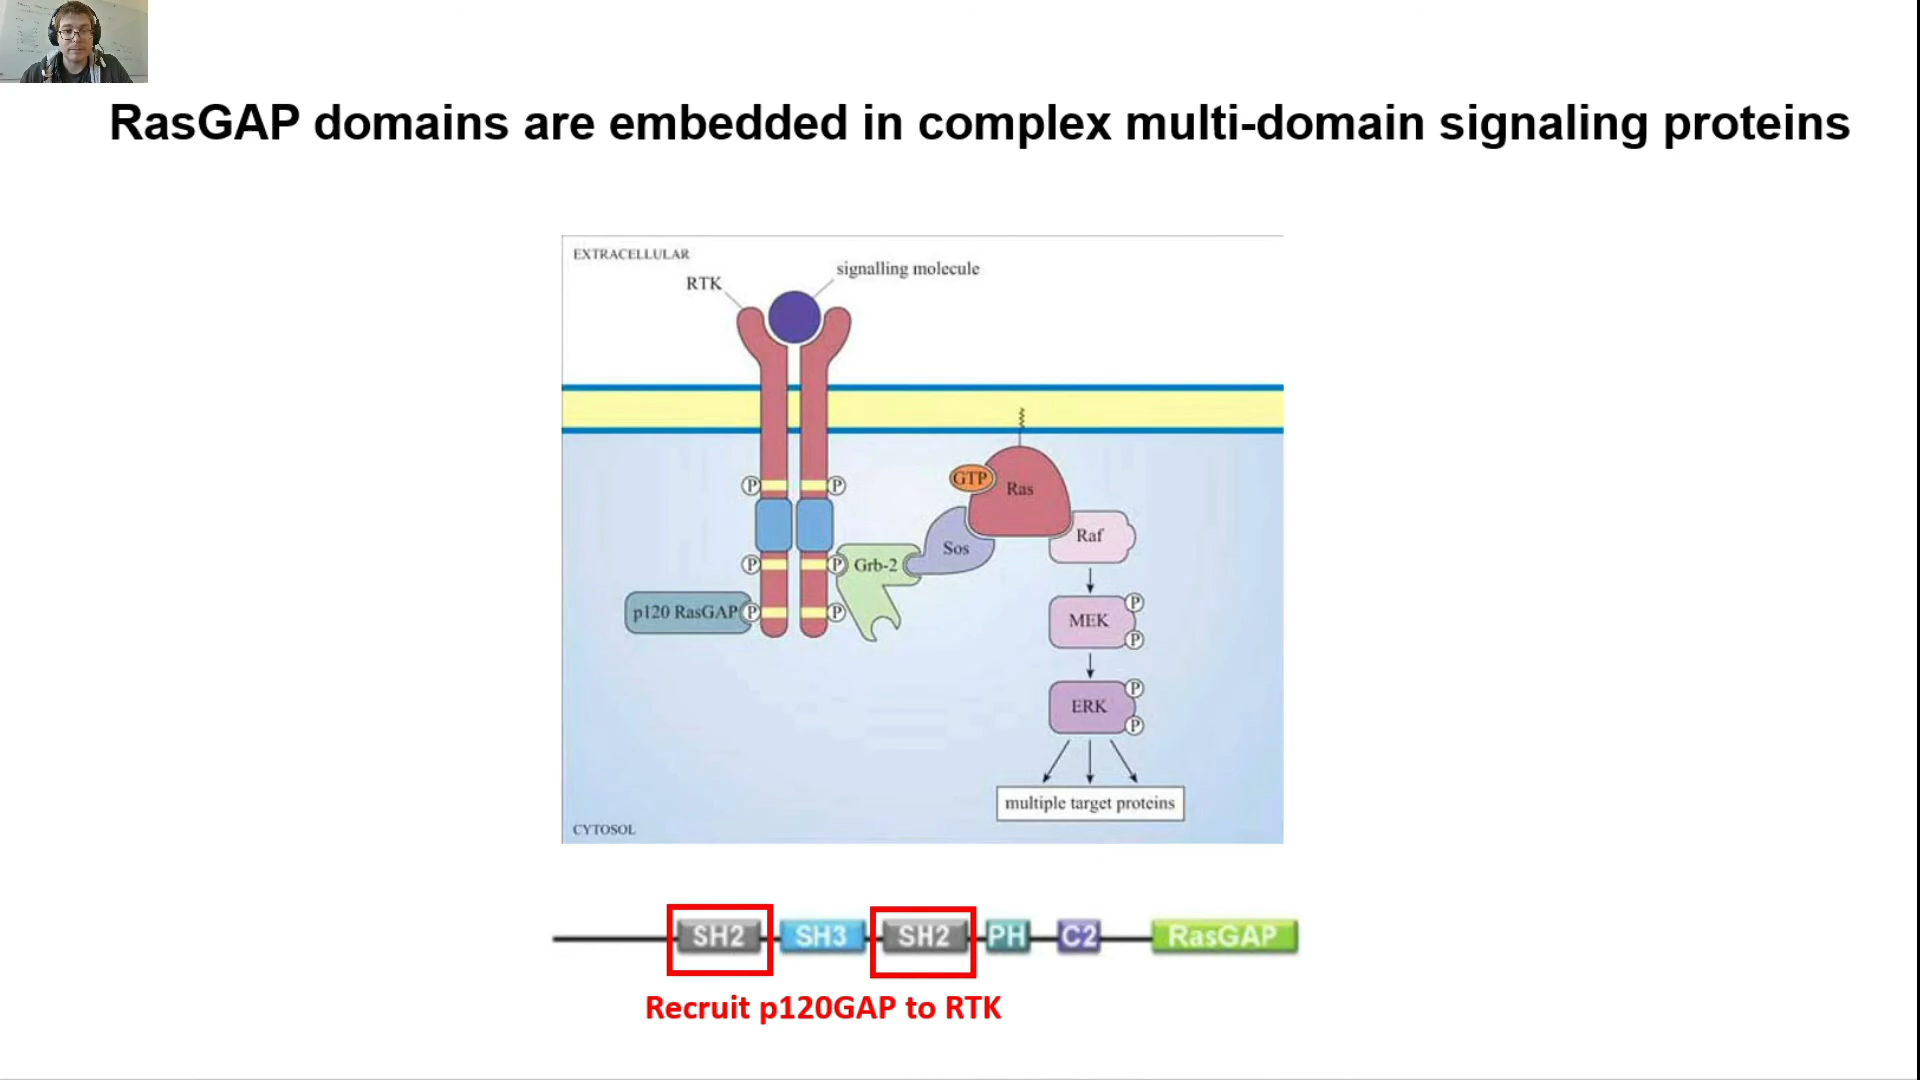 RasGAP domains are embedded in complex multi-domain signaling proteins
EXTRACELLULAR
signalling molecule
RTK
GTP
Ras
P
P
Raf
Sos
P
P
Grb-2
P
MEK
p120 RasGAP
P
P
P
P
ERK
P
multiple target proteins
CYTOSOL
SH2 SH3 SH2 PH C2 RasGAP
Recruit p120GAP to RTK